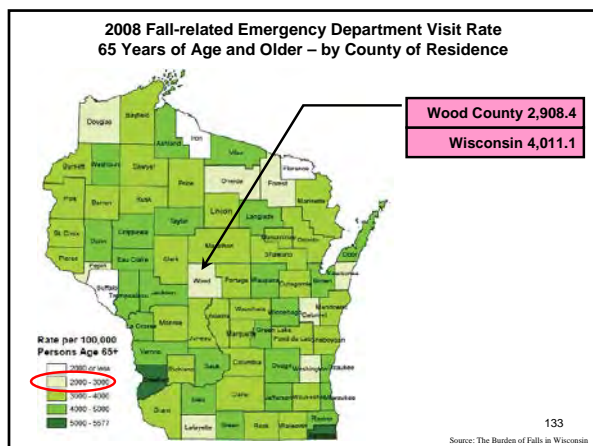 2008 Fall-related Emergency Department Visit Rate
65 Years of Age and Older – by County of Residence
Wood County 2,908.4
Wisconsin 4,011.1
Douglas
Bayfield
Iron
Ashland
Vilas
Florence
Burnett
Washburn
Sawyer
Price
Oneida
Forest
Marinette
Polk
Barron
Rusk
Lincoln
Langlade
St. Croix
Dunn
Chippewa
Taylor
Marathon
Menominee
Oconto
Door
Pierce
Pepin
Eau Claire
Clark
Shawano
Buffalo
Trempealeau
Jackson
Wood
Portage
Waupaca
Outagamie
Brown
Kewaunee
La Crosse
Monroe
Juneau
Adams
Waushara
Winnebago
Calumet
Manitowoc
Marquette
Green Lake
Fond du Lac
Sheboygan
Vernon
Richland
Sauk
Columbia
Dodge
Washington
Crawford
Grant
Iowa
Dane
Jefferson
Waukesha
Milwaukee
Lafayette
Green
Rock
Walworth
Racine
Rate per 100,000
Persons Age 65+
2000 or less
2000 - 3000
3000 - 4000
4000 - 5000
5000 - 5577
133
Source: The Burden of Falls in Wisconsin